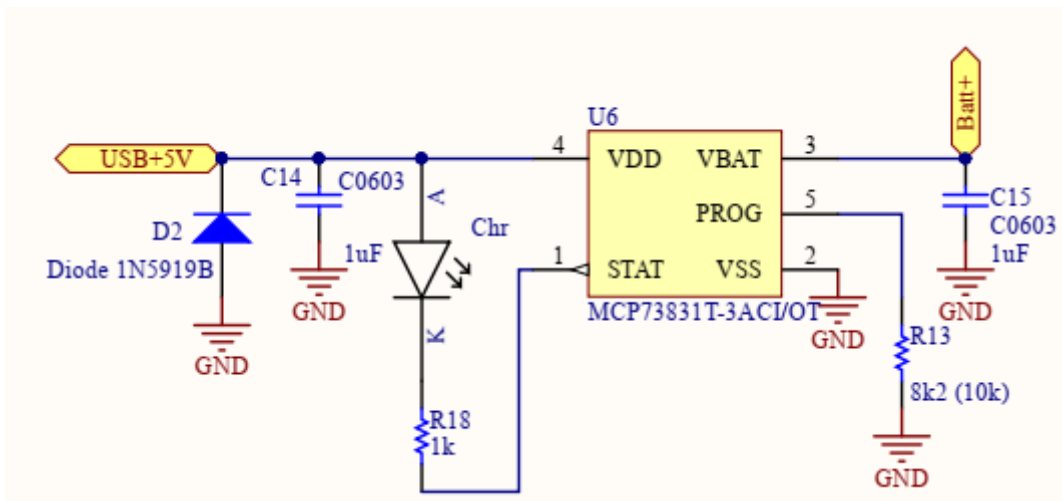 USB+5V
D2
Diode 1N5919B
GND
C14
C0603
1uF
GND
A
Chr
K
R18
1k
U6
4
VDD
VBAT
3
PROG
5
1
STAT
VSS
2
MCP73831T-3ACI/OT
GND
Batt+
C15
C0603
1uF
GND
R13
8k2 (10k)
GND